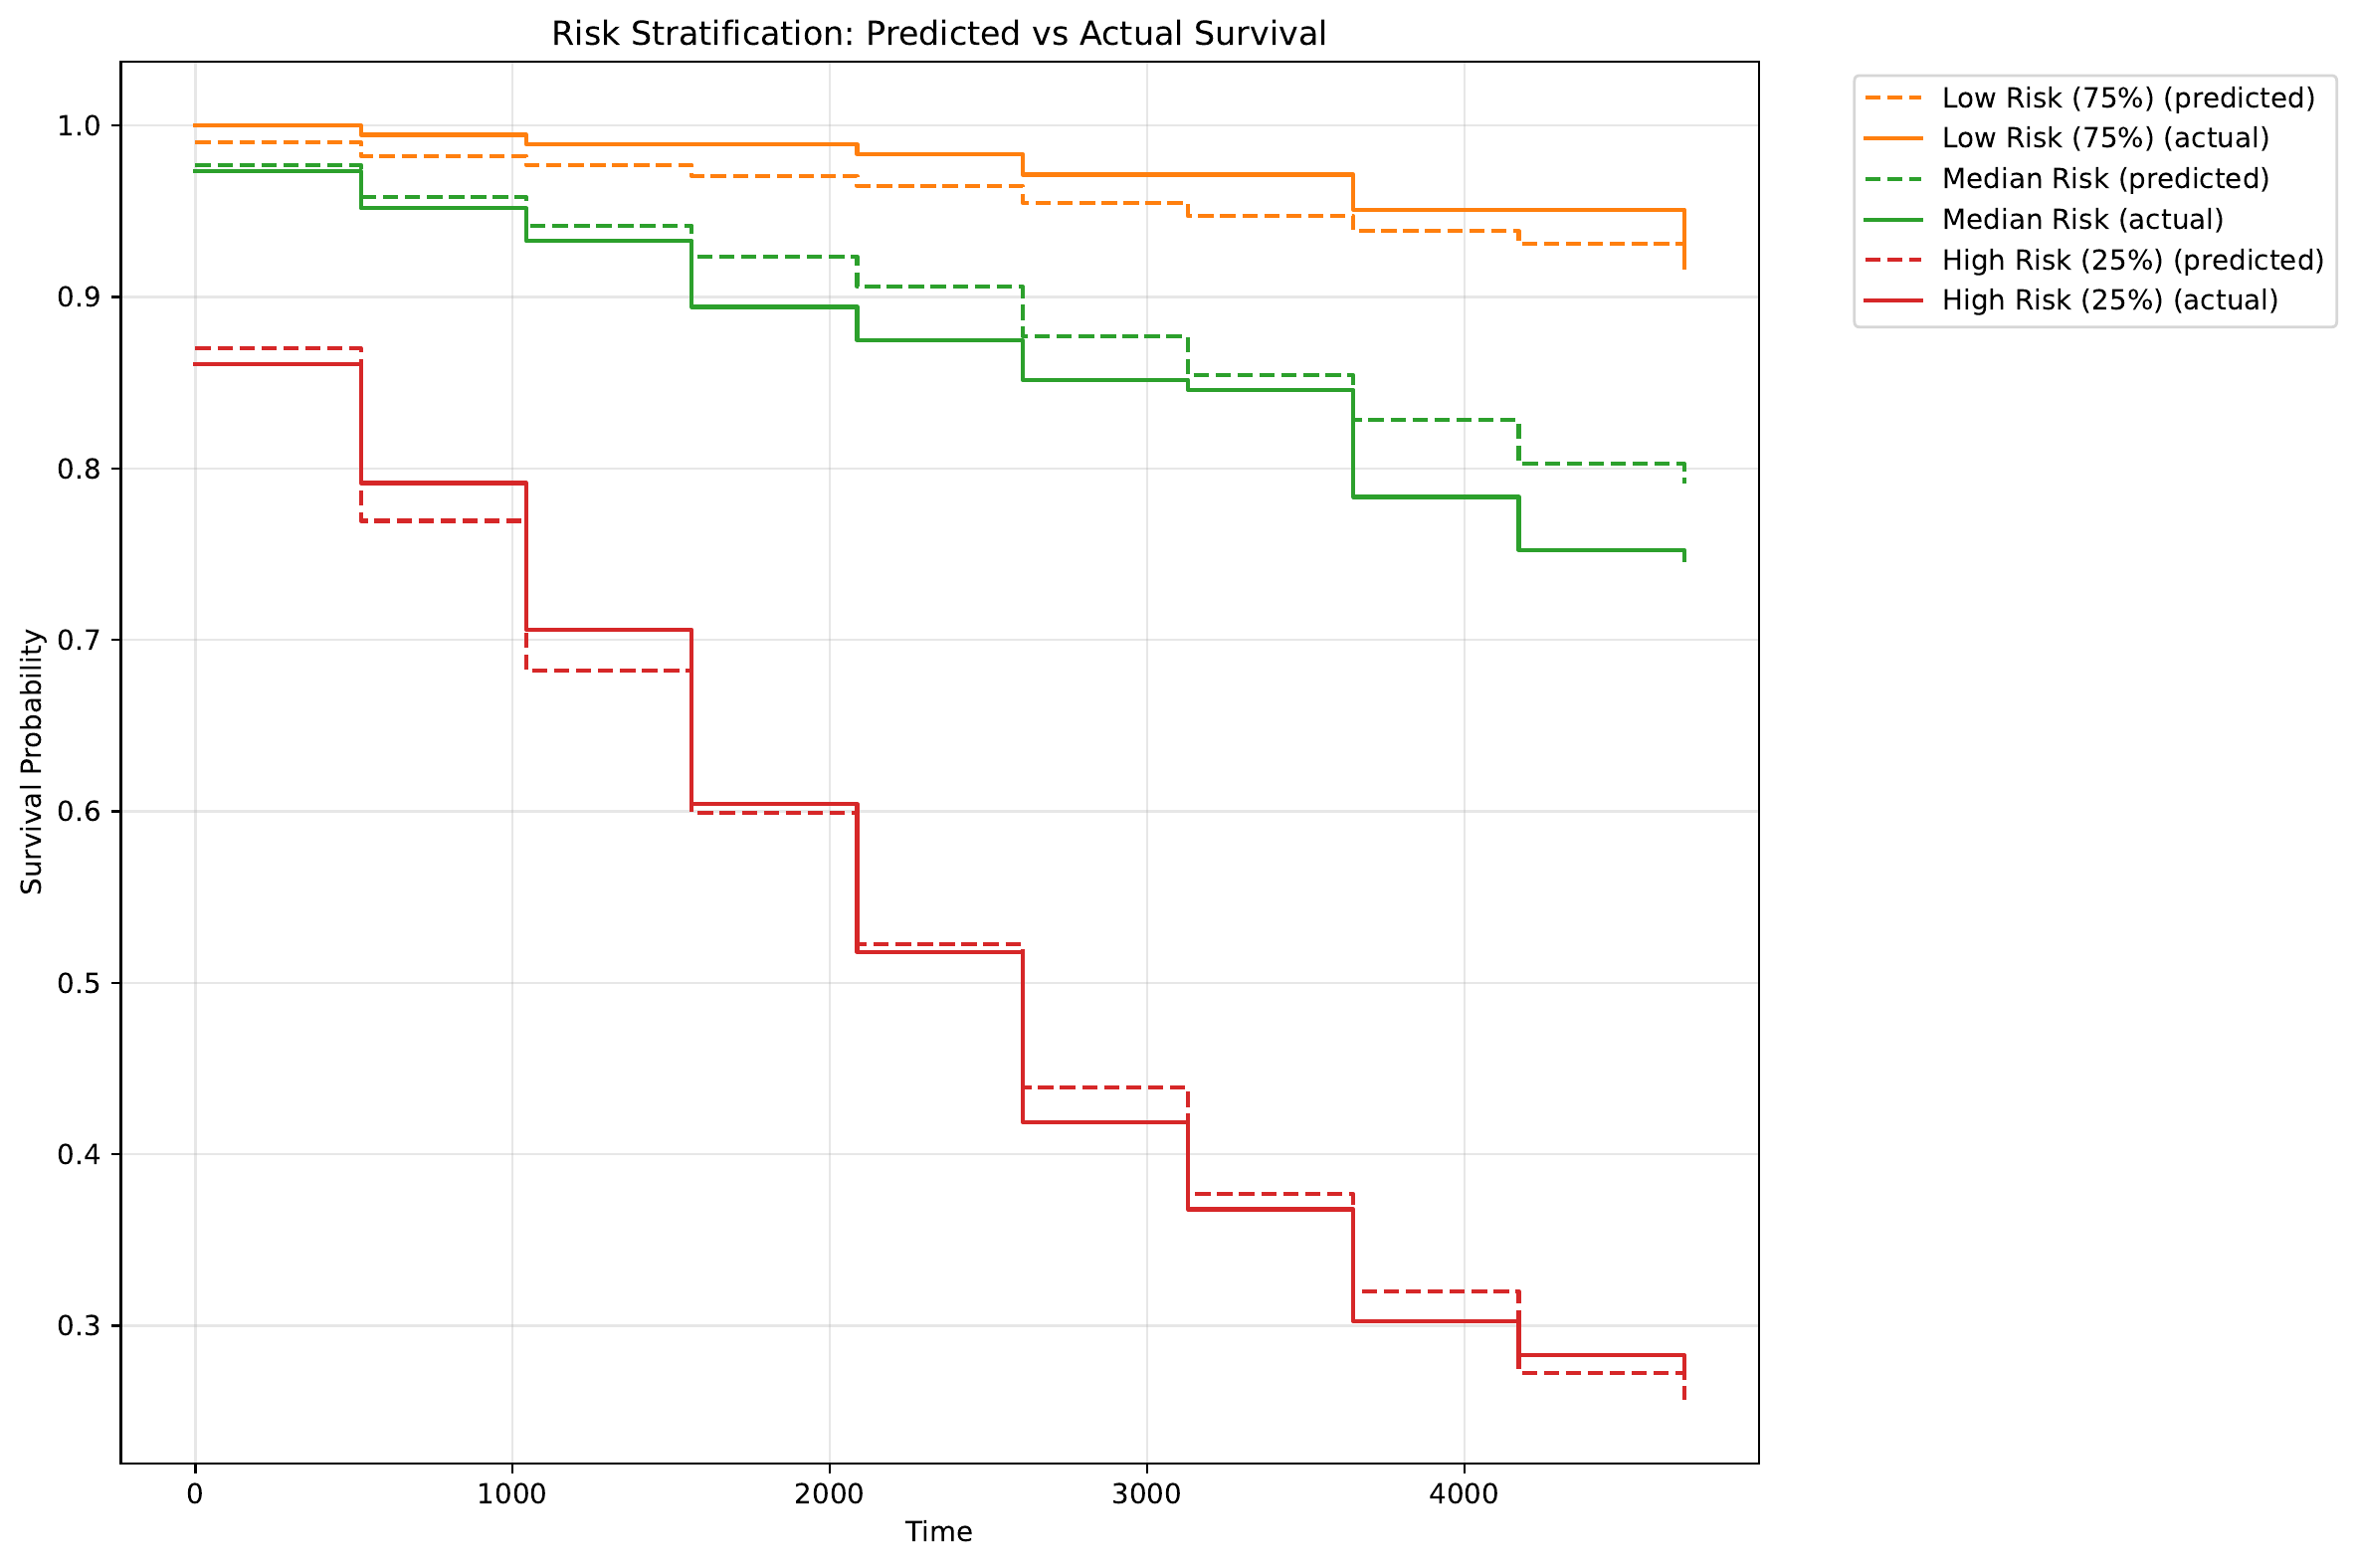 Risk Stratification: Predicted vs Actual Survival
Low Risk (75%) (predicted)
Low Risk (75%) (actual)
Median Risk (predicted)
Median Risk (actual)
High Risk (25%) (predicted)
High Risk (25%) (actual)
Survival Probability
1.0
0.9
0.8
0.7
0.6
0.5
0.4
0.3
0 1000 2000 3000 4000
Time